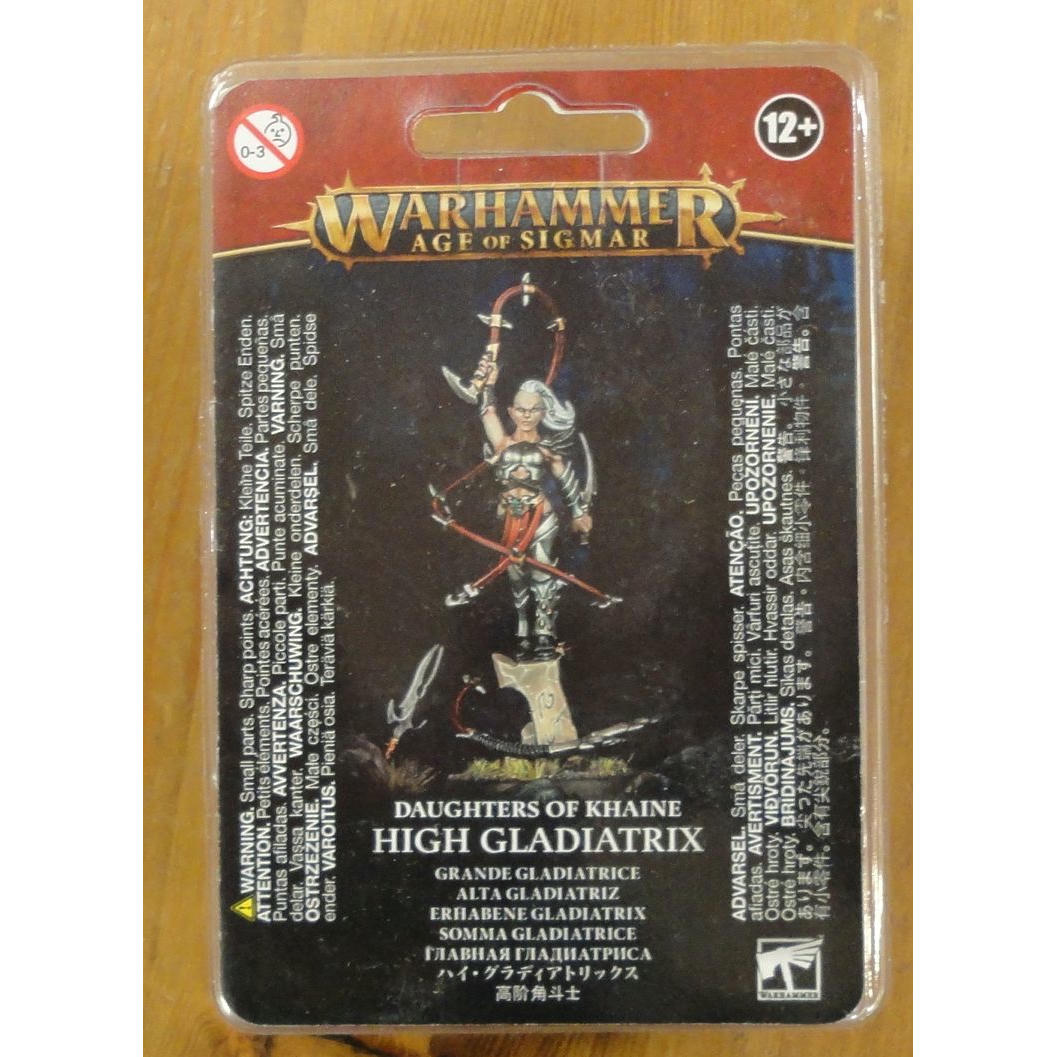 0-3
12+
WARHAMMER
AGE OF SIGMAR
WARNING. Small parts. Sharp points. ACHTUNG: Kleine Teile. Spitze Enden.
ATTENTION. Petits éléments. Pointes acérées. ADVERTENCIA. Partes pequeñas.
Puntas afiladas. AVVERTENZA. Piccole parti. Punte acuminate. VARNING. Små
delar. Vassa kanter. WAARSCHUWING. Kleine onderdelen. Scherpe punten.
OSTRZEŻENIE. Małe części. Ostre elementy. ADVARSEL. Små dele. Spidse
ender. VAROITUS. Pieniä osia. Teräviä kärkiä.
ADVARSEL. Små deler. Skarpe spisser. ATENÇÃO. Peças pequenas. Pontas
afiadas. AVERTISMENT. Părți mici. Vârfuri ascuțite. UPOZORNĚNÍ. Malé části.
Ostré hroty. VIÐVÖRUN. Litlir hlutir. Hvassir oddar. UPOZORNENIE. Malé časti.
Ostré hroty. BRĪDINĀJUMS. Sīkas detaļas. Asas šķautnes. 警告。小さな部品が
あります。尖った先端があります。警告。内含細小零件，鋒利物件。警告。含
有小零件。含有尖銳部分。
DAUGHTERS OF KHAINE
HIGH GLADIATRIX
GRANDE GLADIATRICE
ALTA GLADIATRIZ
ERHABENE GLADIATRIX
SOMMA GLADIATRICE
ГЛАВНАЯ ГЛАДИАТРИСА
ハイ・グラディアトリックス
高阶角斗士
WARHAMMER